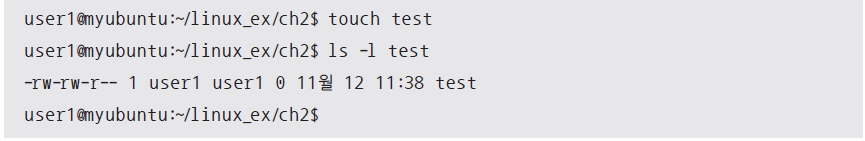 user1@myubuntu:~/linux_ex/ch2$ touch test
user1@myubuntu:~/linux_ex/ch2$ ls -l test
-rw-rw-r-- 1 user1 user1 0 11월 12 11:38 test
user1@myubuntu:~/linux_ex/ch2$